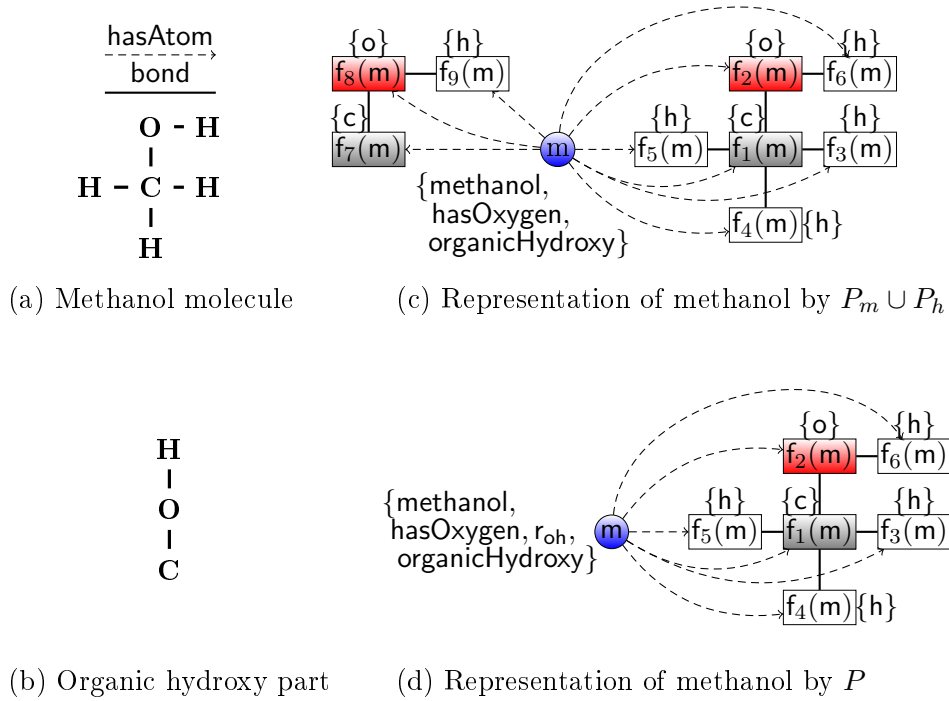 hasAtom
bond
O - H
H - C - H
H
(a) Methanol molecule
{o} {h}
f₈(m) f₉(m)
{c}
f₇(m)
m
{methanol,
hasOxygen,
organicHydroxy}
{o} {h}
f₂(m) f₆(m)
{h} {c} {h}
f₅(m) f₁(m) f₃(m)
f₄(m) {h}
(c) Representation of methanol by Pₘ ∪ Pₕ
H
O
C
(b) Organic hydroxy part
{methanol,
hasOxygen, rₒₕ,
organicHydroxy}
m
{o} {h}
f₂(m) f₆(m)
{h} {c} {h}
f₅(m) f₁(m) f₃(m)
f₄(m) {h}
(d) Representation of methanol by P